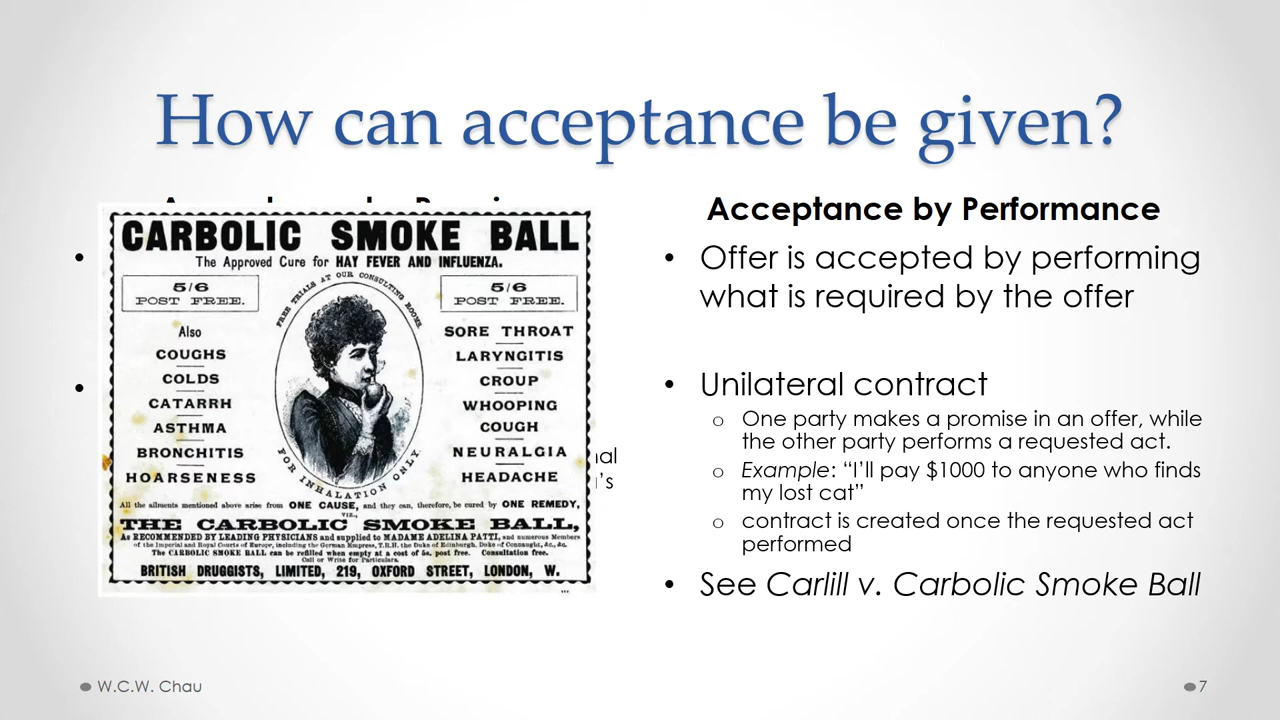 How can acceptance be given?
CARBOLIC SMOKE BALL
The Approved Cure for HAY FEVER AND INFLUENZA.
5/6
POST FREE.
FREE TRIALS AT OUR CONSULTING ROOMS
FOR INHALATION ONLY.
5/6
POST FREE.
Also
COUGHS
COLDS
CATARRH
ASTHMA
BRONCHITIS
HOARSENESS
SORE THROAT
LARYNGITIS
CROUP
WHOOPING
COUGH
NEURALGIA
HEADACHE
All the ailments mentioned above arise from ONE CAUSE, and they can, therefore, be cured by ONE REMEDY,
VIZ.,
THE CARBOLIC SMOKE BALL,
As RECOMMENDED BY LEADING PHYSICIANS and supplied to MADAME ADELINA PATTI, and numerous Members
of the Imperial and Royal Courts of Europe, including the German Empress, T.R.H. the Duke of Edinburgh, Duke of Connaught, &c., &c.
The CARBOLIC SMOKE BALL can be refilled when empty at a cost of 4s. post free. Consultation free.
Call or Write for Particulars.
BRITISH DRUGGISTS, LIMITED, 219, OXFORD STREET, LONDON, W.
Acceptance by Performance
• Offer is accepted by performing
what is required by the offer
• Unilateral contract
o One party makes a promise in an offer, while
the other party performs a requested act.
o Example: “I’ll pay $1000 to anyone who finds
my lost cat”
o contract is created once the requested act
performed
• See Carlill v. Carbolic Smoke Ball
W.C.W. Chau
7